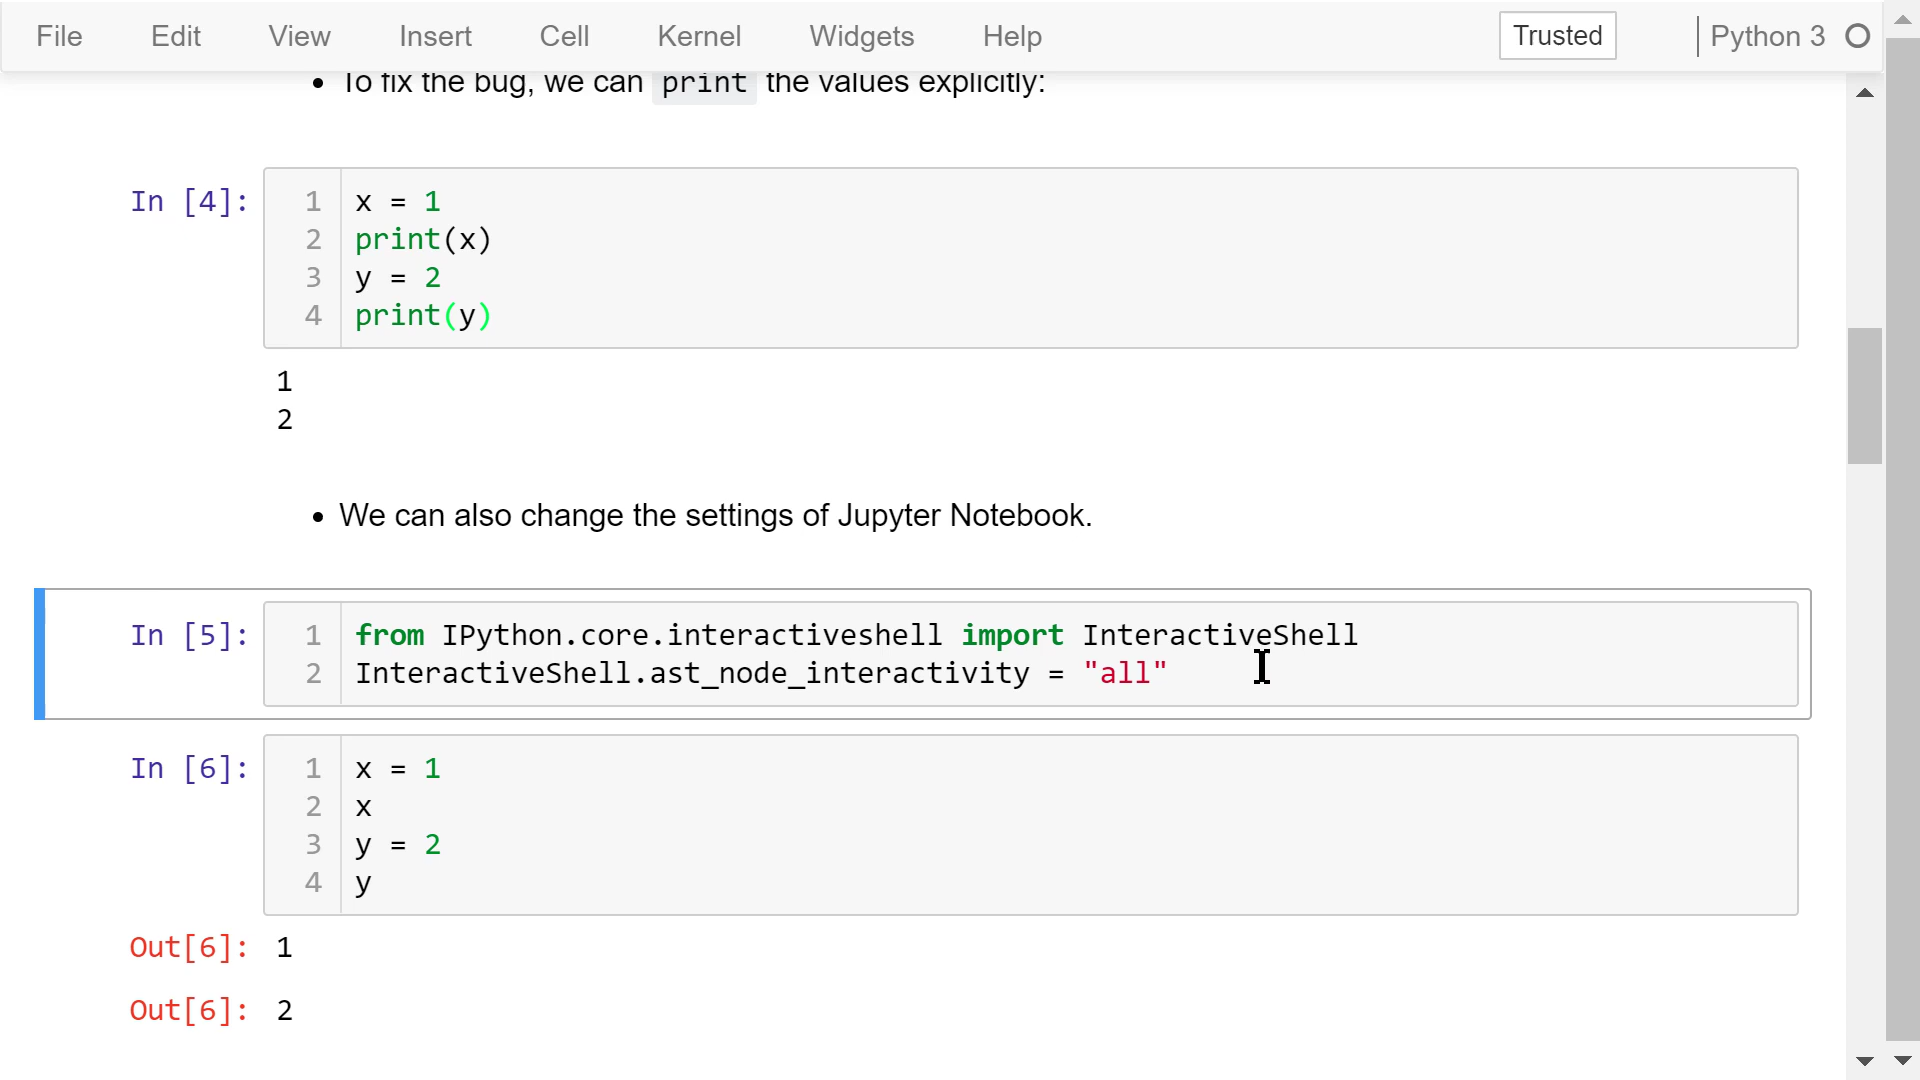 File Edit View Insert Cell Kernel Widgets Help Trusted Python 3
• To fix the bug, we can print the values explicitly:
In [4]:
1 x = 1
2 print(x)
3 y = 2
4 print(y)
1
2
• We can also change the settings of Jupyter Notebook.
In [5]:
1 from IPython.core.interactiveshell import InteractiveShell
2 InteractiveShell.ast_node_interactivity = "all"
In [6]:
1 x = 1
2 x
3 y = 2
4 y
Out[6]: 1
Out[6]: 2